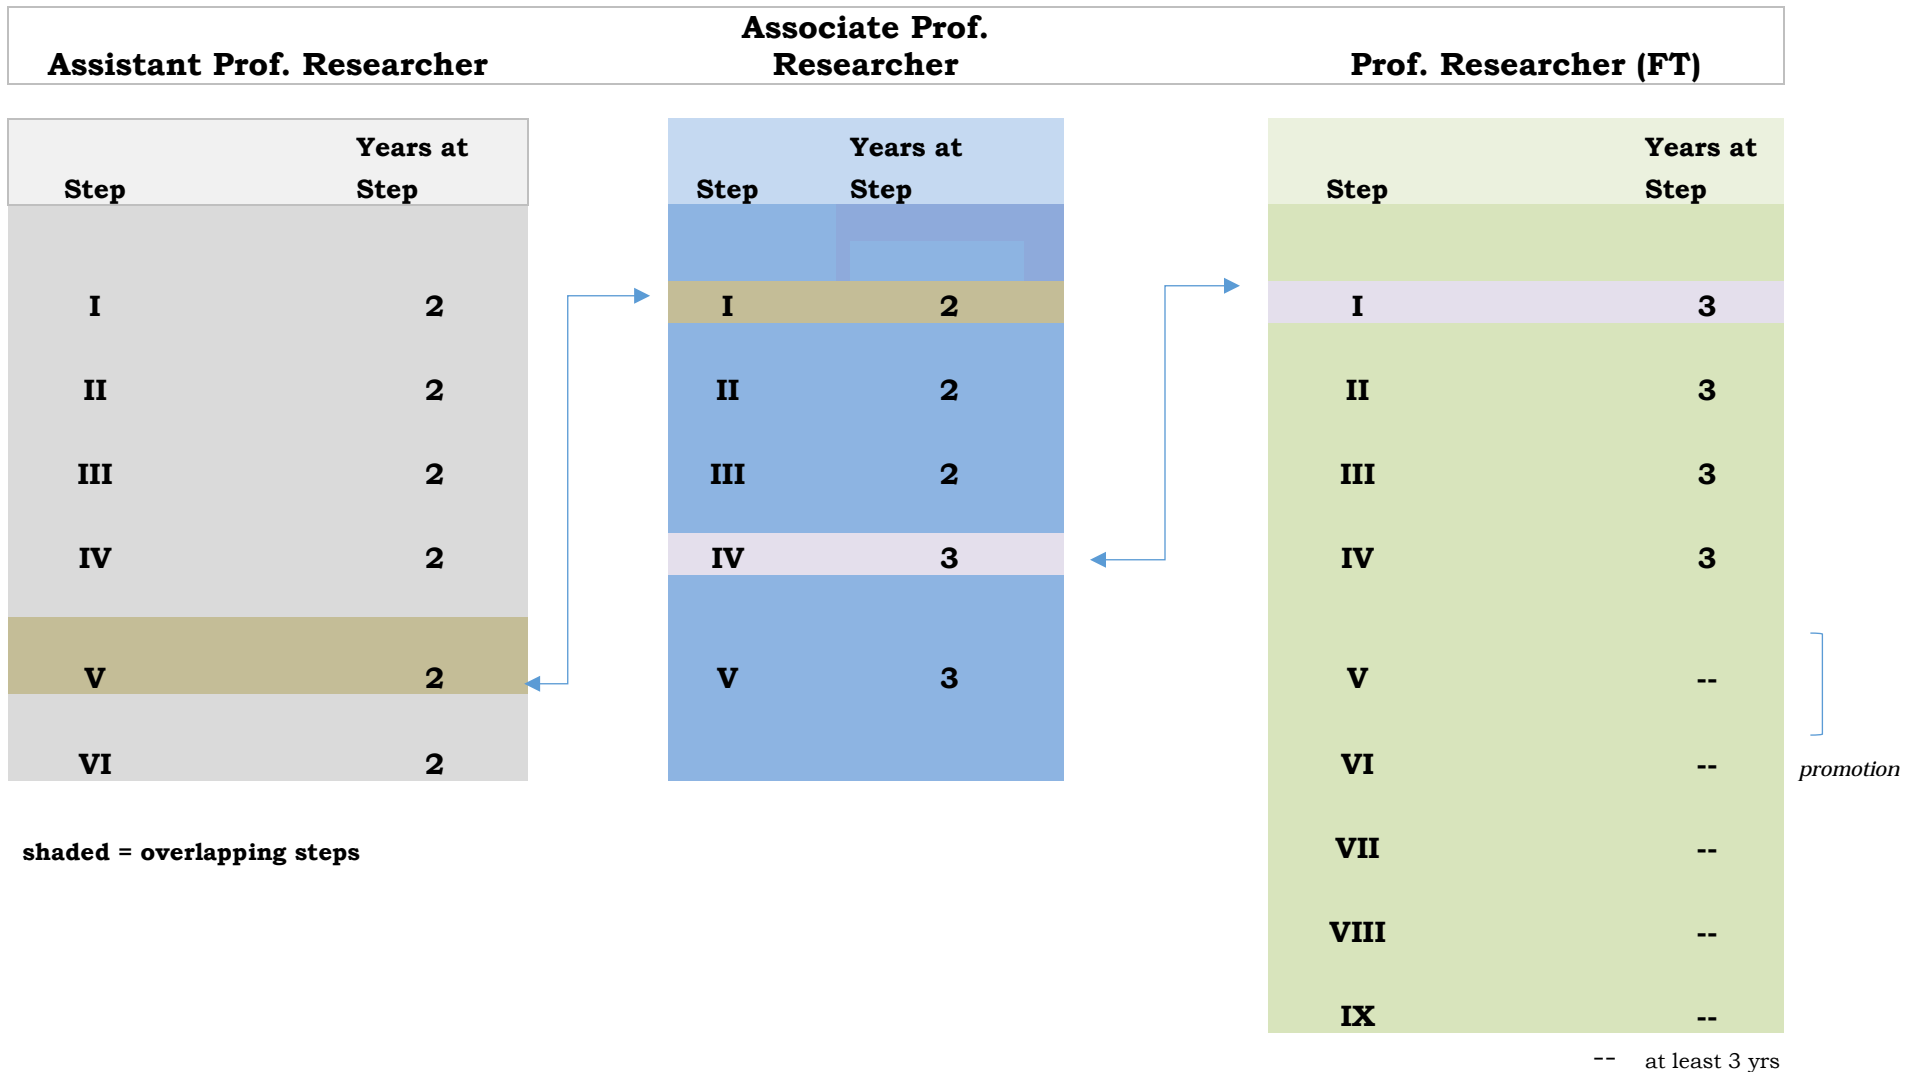 Assistant Prof. Researcher
Associate Prof.
Researcher
Prof. Researcher (FT)
Step Years at
Step
Step Years at
Step
Step Years at
Step
I 2 I 2 I 3
II 2 II 2 II 3
III 2 III 2 III 3
IV 2 IV 3 IV 3
V 2 V 3 V --
VI 2 VI -- promotion
shaded = overlapping steps VII --
VIII --
IX --
-- at least 3 yrs